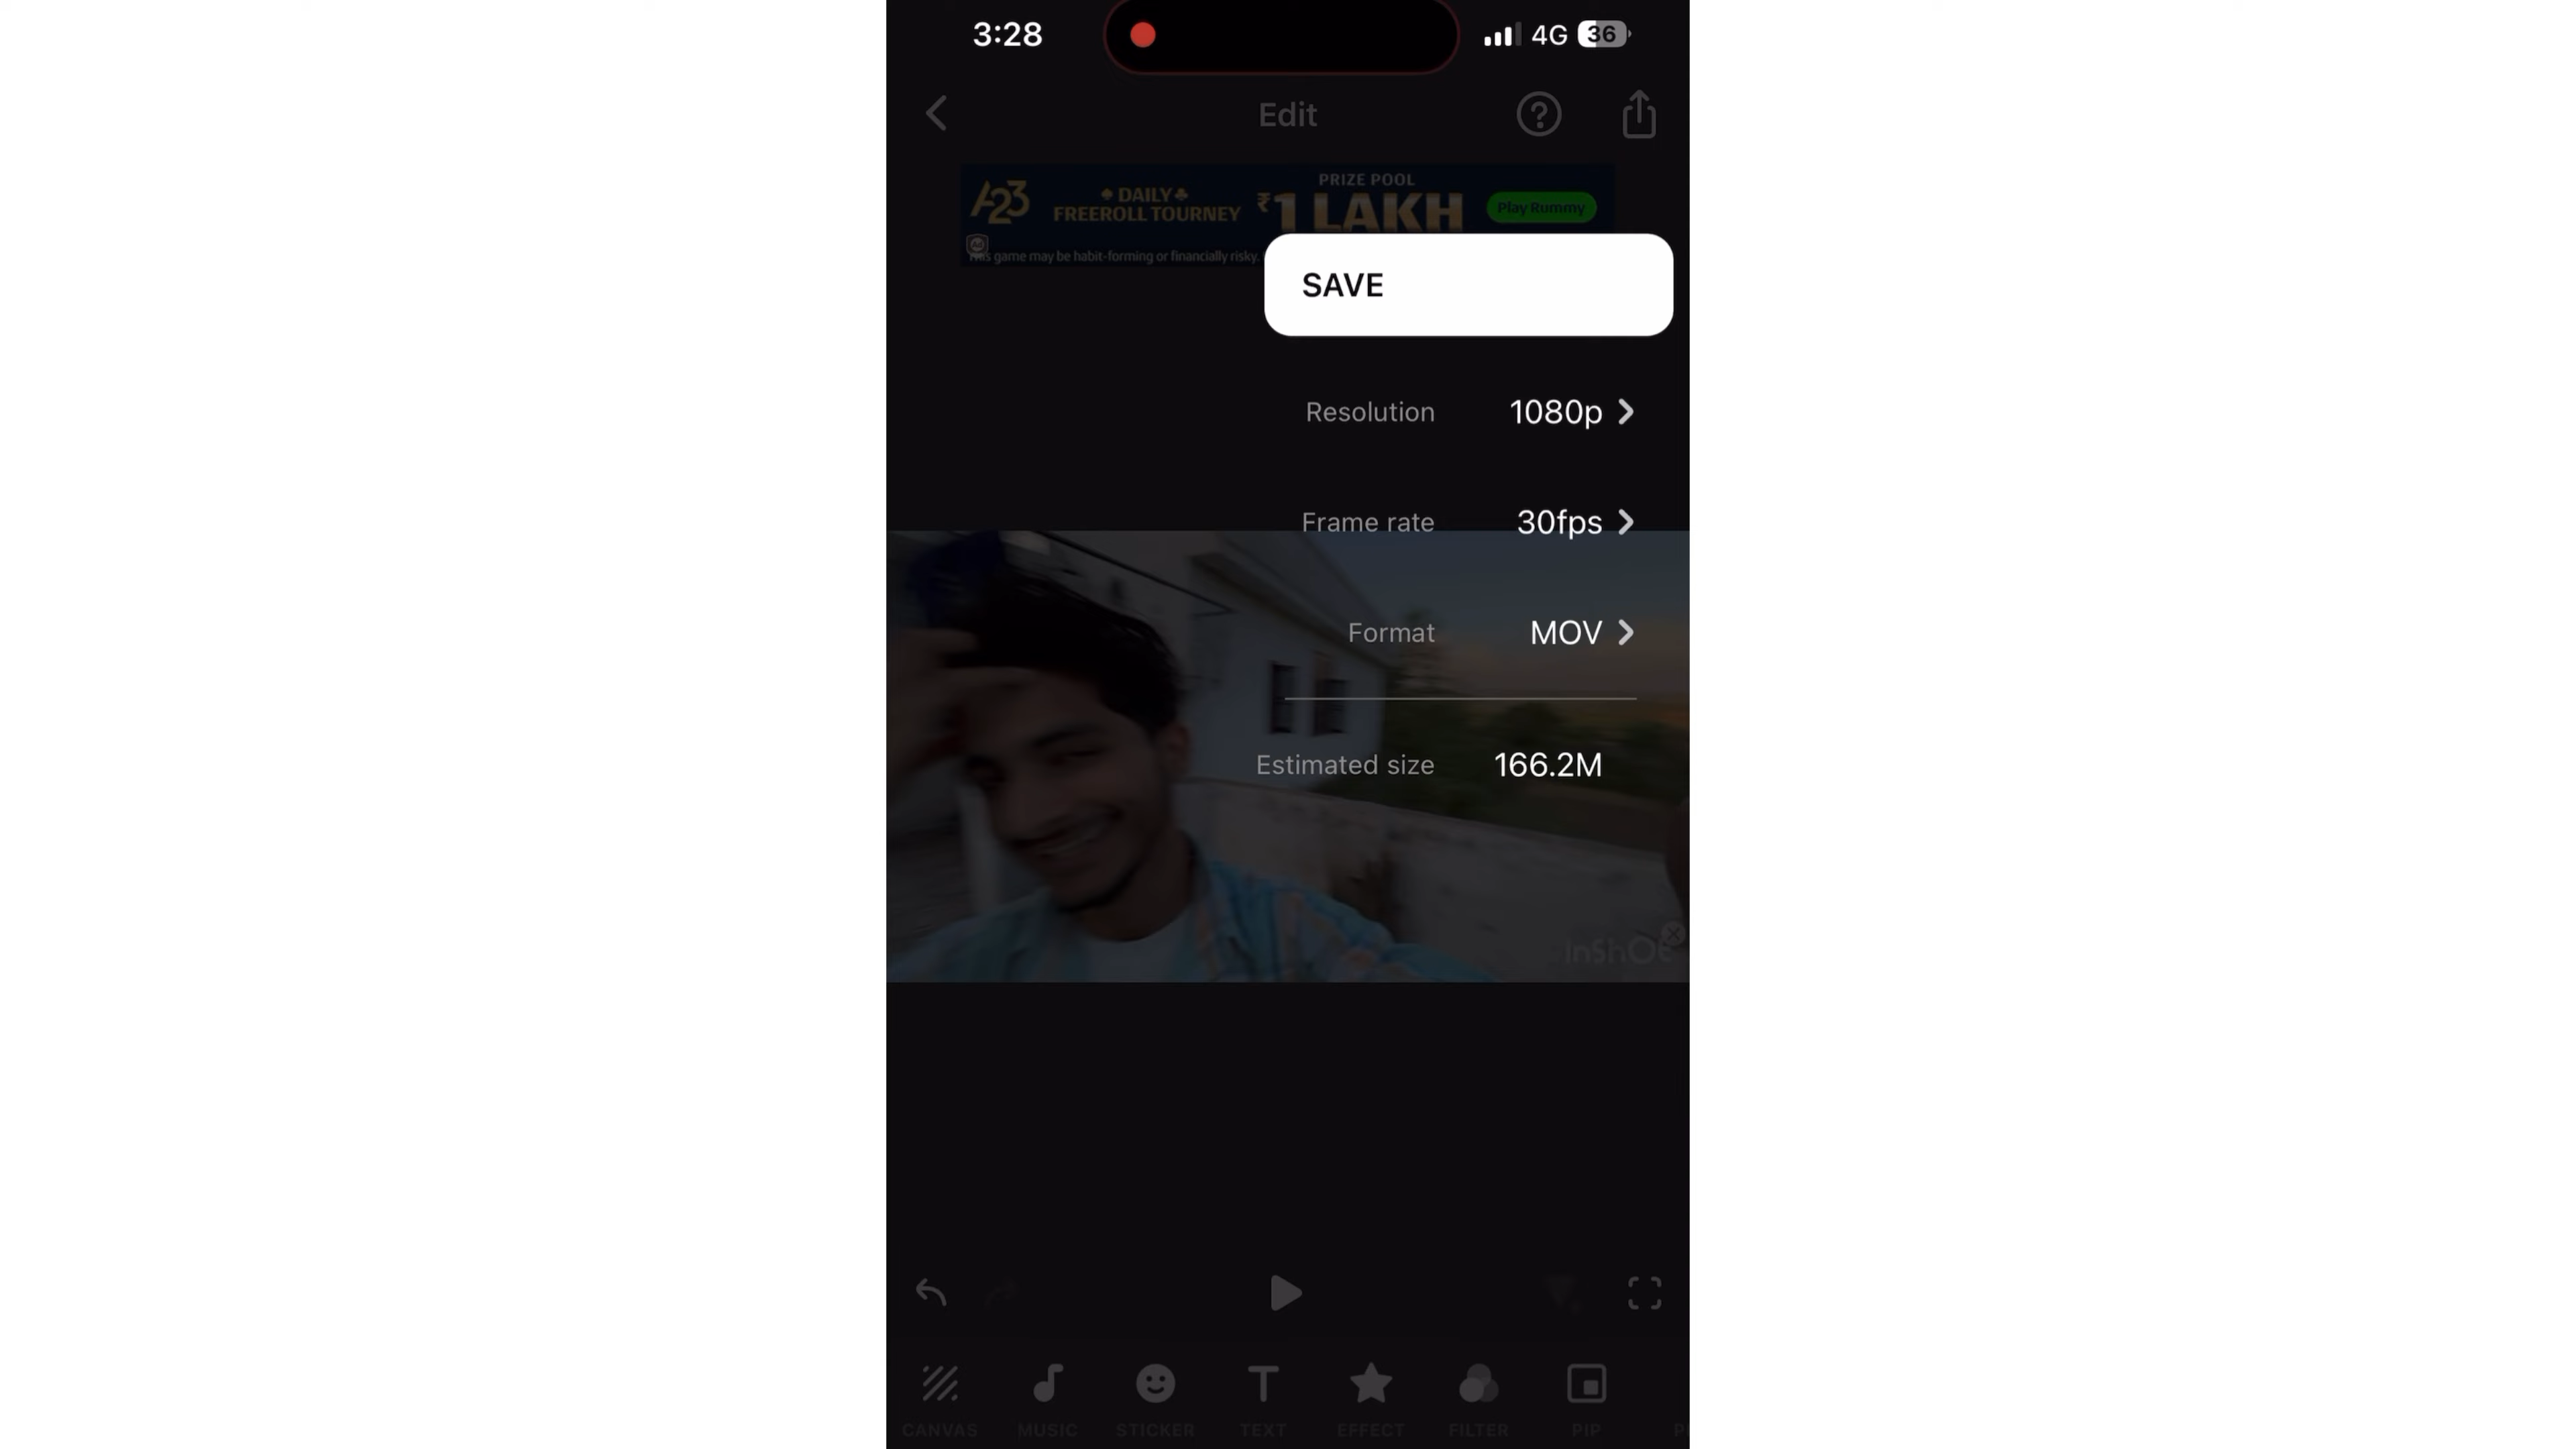 3:28
4G 36
Edit
A23
DAILY
FREEROLL TOURNEY
PRIZE POOL
₹1 LAKH
Play Rummy
Ad
This game may be habit-forming or financially risky.
SAVE
Resolution 1080p
Frame rate 30fps
Format MOV
Estimated size 166.2M
InShOt
CANVAS MUSIC STICKER TEXT EFFECT FILTER PIP